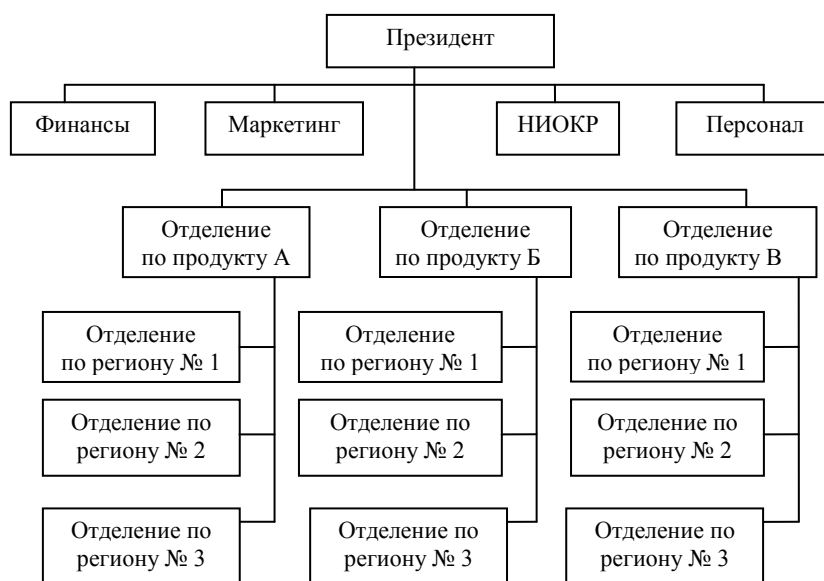 Президент
Финансы
Маркетинг
НИОКР
Персонал
Отделение
по продукту А
Отделение
по продукту Б
Отделение
по продукту В
Отделение
по региону № 1
Отделение
по региону № 1
Отделение
по региону № 1
Отделение по
региону № 2
Отделение по
региону № 2
Отделение по
региону № 2
Отделение по
региону № 3
Отделение по
региону № 3
Отделение по
региону № 3